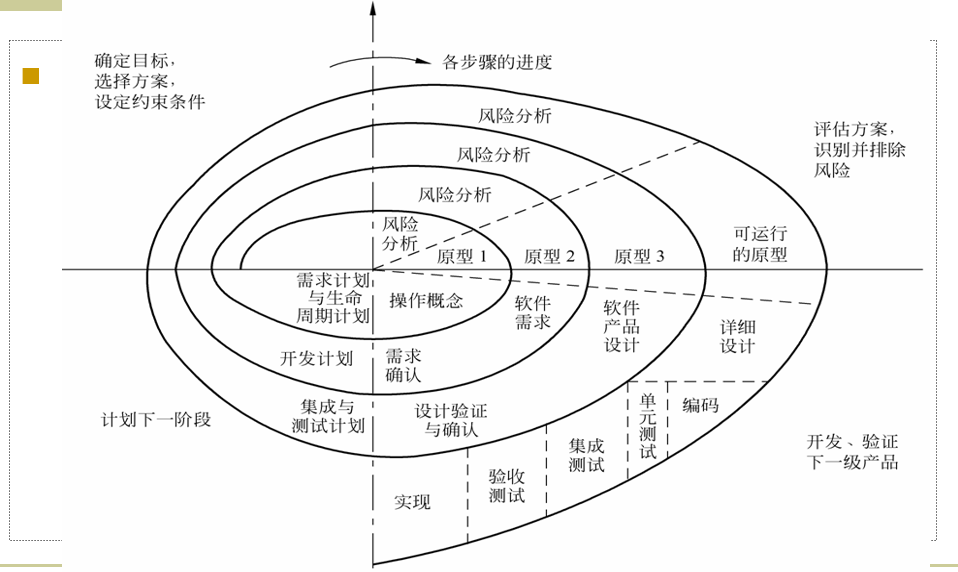 确定目标，
选择方案，
设定约束条件
各步骤的进度
评估方案，
识别并排除
风险
风险分析
风险分析
风险分析
风险
分析
原型 1
原型 2
原型 3
可运行
的原型
需求计划
与生命
周期计划
操作概念
软件
需求
软件
产品
设计
详细
设计
开发计划
需求
确认
集成与
测试计划
设计验证
与确认
计划下一阶段
实现
验收
测试
集成
测试
单
元
测
试
编码
开发、验证
下一级产品